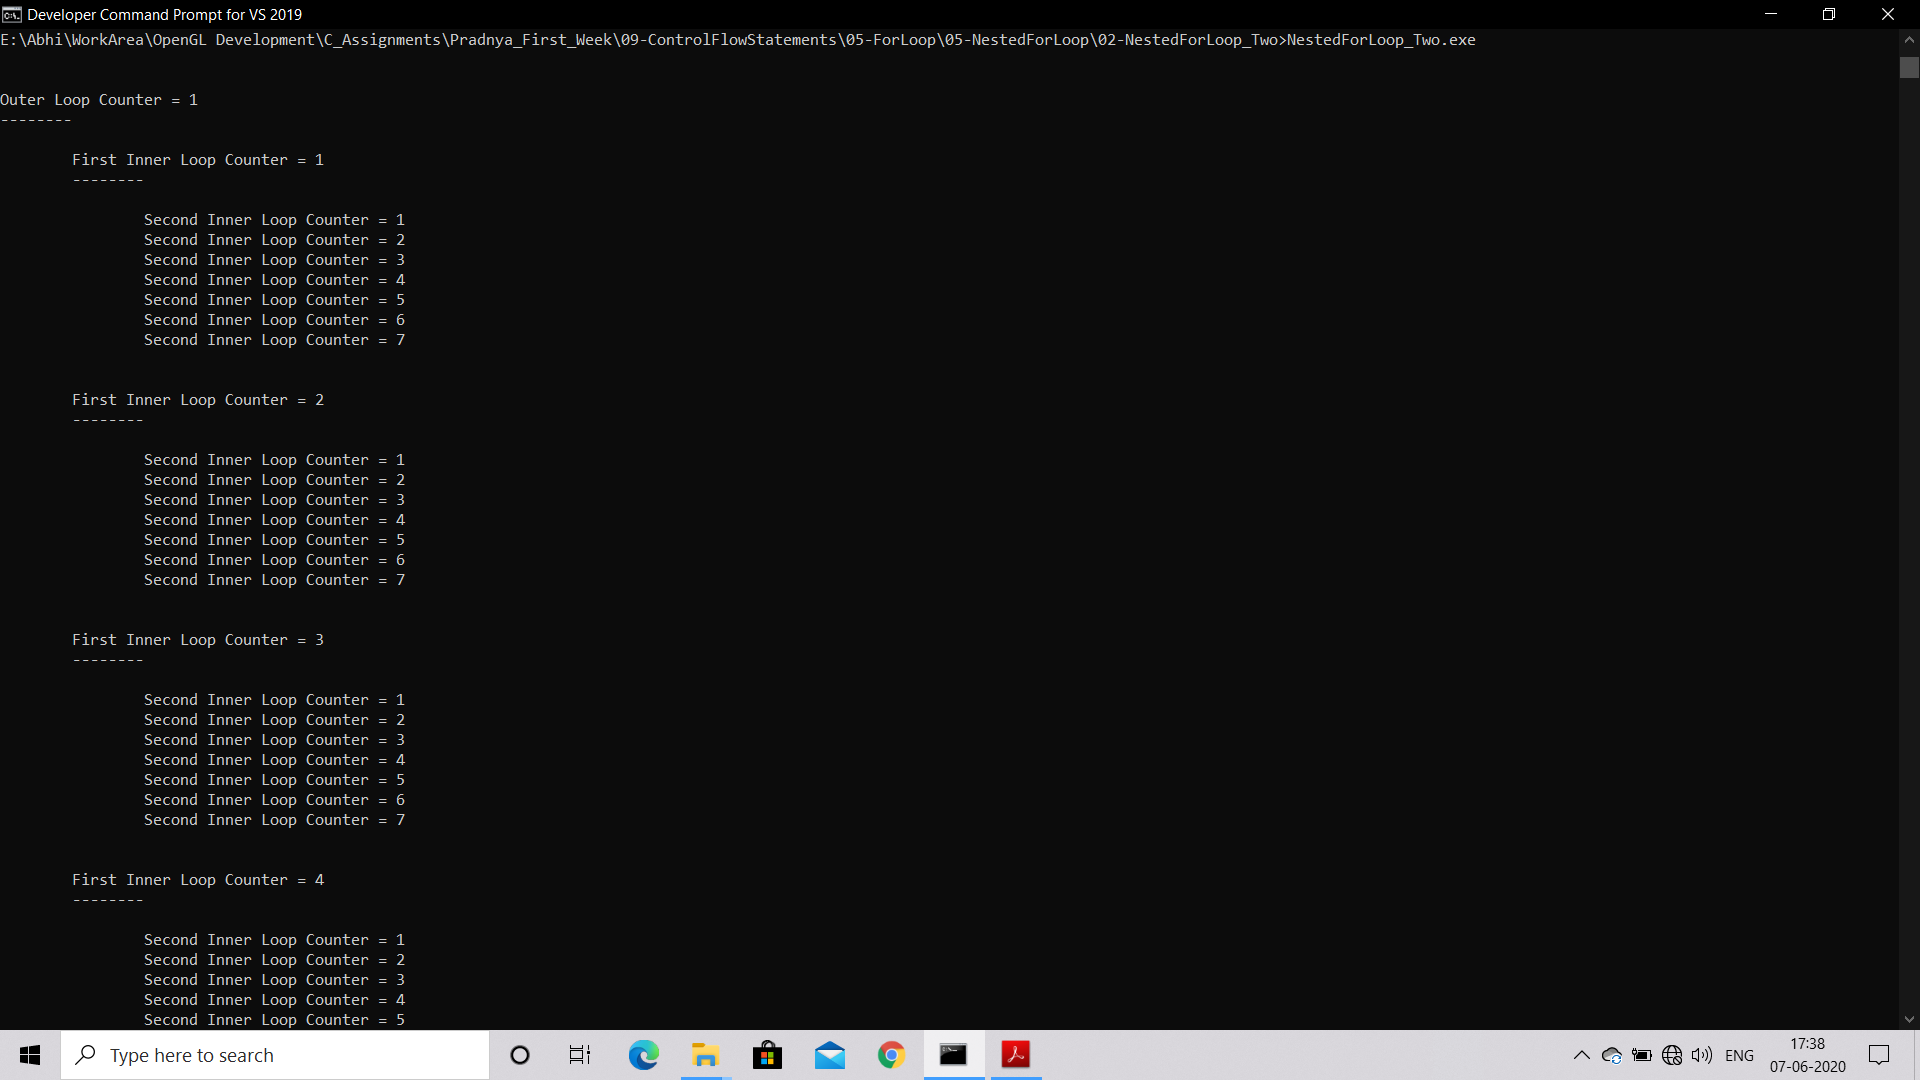 Developer Command Prompt for VS 2019
E:\Abhi\WorkArea\OpenGL Development\C_Assignments\Pradnya_First_Week\09-ControlFlowStatements\05-ForLoop\05-NestedForLoop\02-NestedForLoop_Two>NestedForLoop_Two.exe
Outer Loop Counter = 1
--------
First Inner Loop Counter = 1
--------
Second Inner Loop Counter = 1
Second Inner Loop Counter = 2
Second Inner Loop Counter = 3
Second Inner Loop Counter = 4
Second Inner Loop Counter = 5
Second Inner Loop Counter = 6
Second Inner Loop Counter = 7
First Inner Loop Counter = 2
--------
Second Inner Loop Counter = 1
Second Inner Loop Counter = 2
Second Inner Loop Counter = 3
Second Inner Loop Counter = 4
Second Inner Loop Counter = 5
Second Inner Loop Counter = 6
Second Inner Loop Counter = 7
First Inner Loop Counter = 3
--------
Second Inner Loop Counter = 1
Second Inner Loop Counter = 2
Second Inner Loop Counter = 3
Second Inner Loop Counter = 4
Second Inner Loop Counter = 5
Second Inner Loop Counter = 6
Second Inner Loop Counter = 7
First Inner Loop Counter = 4
--------
Second Inner Loop Counter = 1
Second Inner Loop Counter = 2
Second Inner Loop Counter = 3
Second Inner Loop Counter = 4
Second Inner Loop Counter = 5
Type here to search
ENG
17:38
07-06-2020